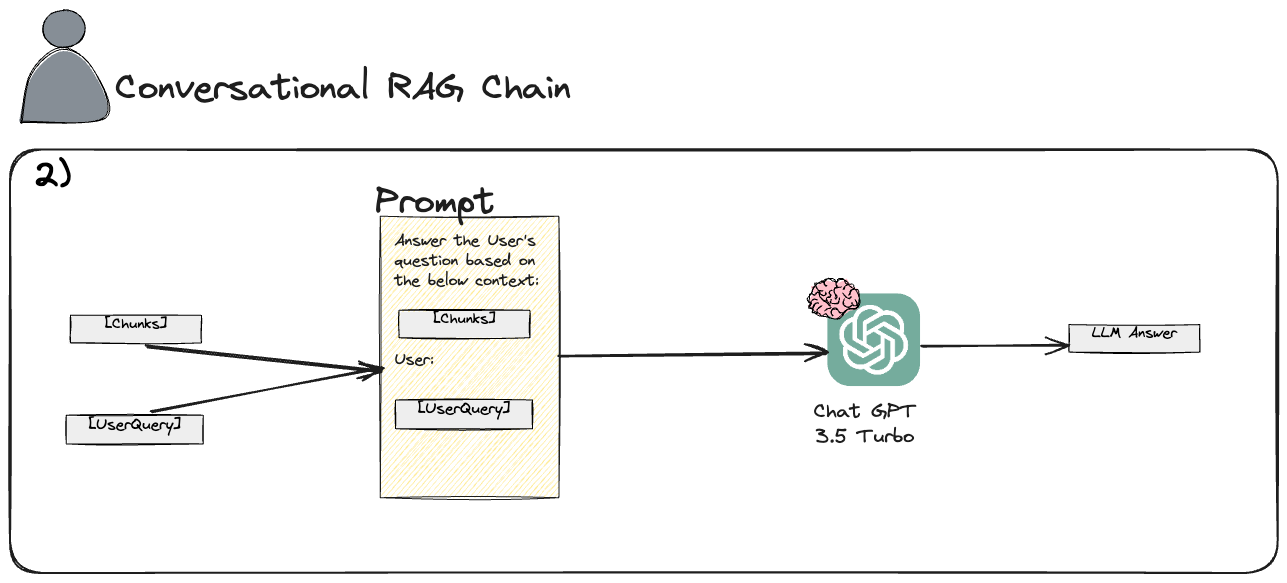 Conversational RAG Chain
2)
Prompt
Answer the User's
question based on
the below context:
[Chunks]
User:
[UserQuery]
[Chunks]
[UserQuery]
Chat GPT
3.5 Turbo
LLM Answer